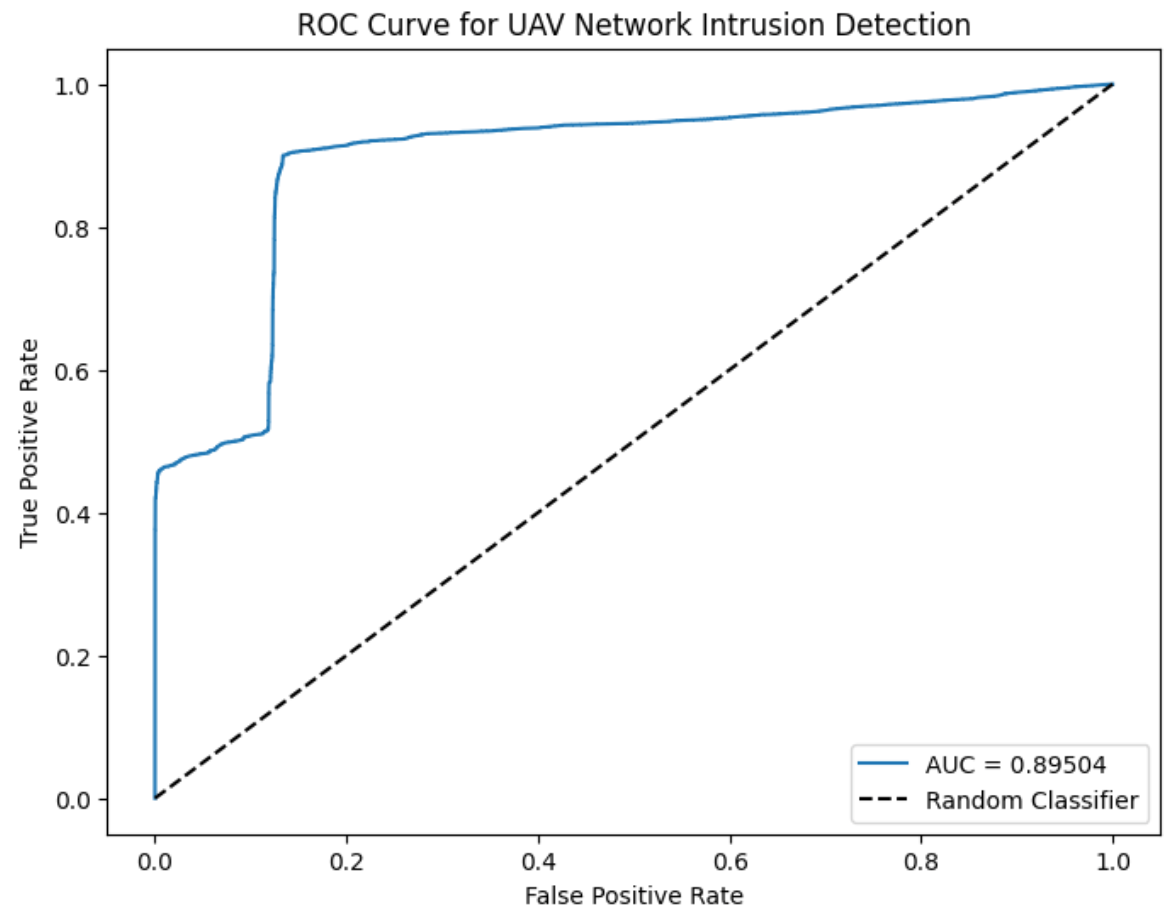 ROC Curve for UAV Network Intrusion Detection
True Positive Rate
1.0
0.8
0.6
0.4
0.2
0.0
0.0 0.2 0.4 0.6 0.8 1.0
False Positive Rate
AUC = 0.89504
Random Classifier